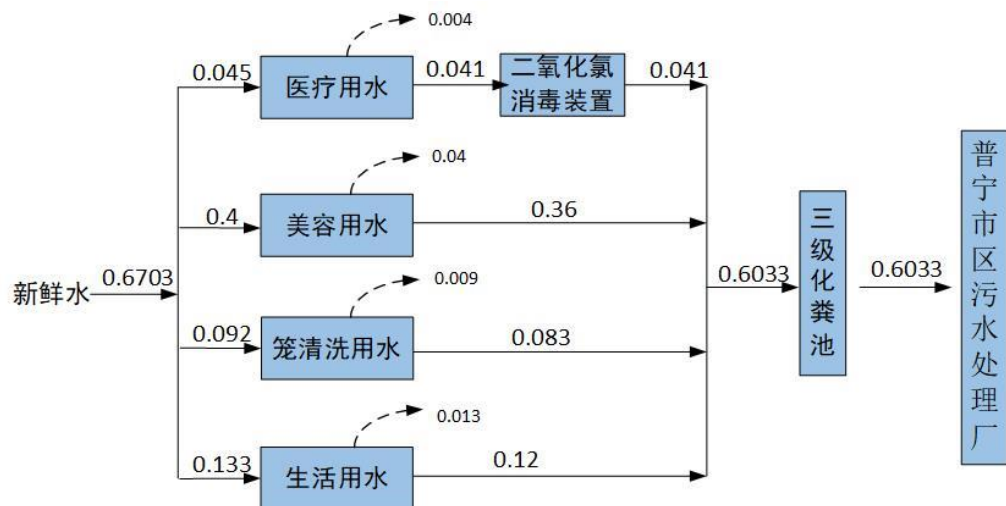 0.004
0.045
医疗用水
0.041
二氧化氯
消毒装置
0.041
0.04
0.4
美容用水
0.36
新鲜水
0.6703
0.009
0.092
笼清洗用水
0.083
0.013
0.133
生活用水
0.12
0.6033
三级化粪池
0.6033
普宁市区污水处理厂